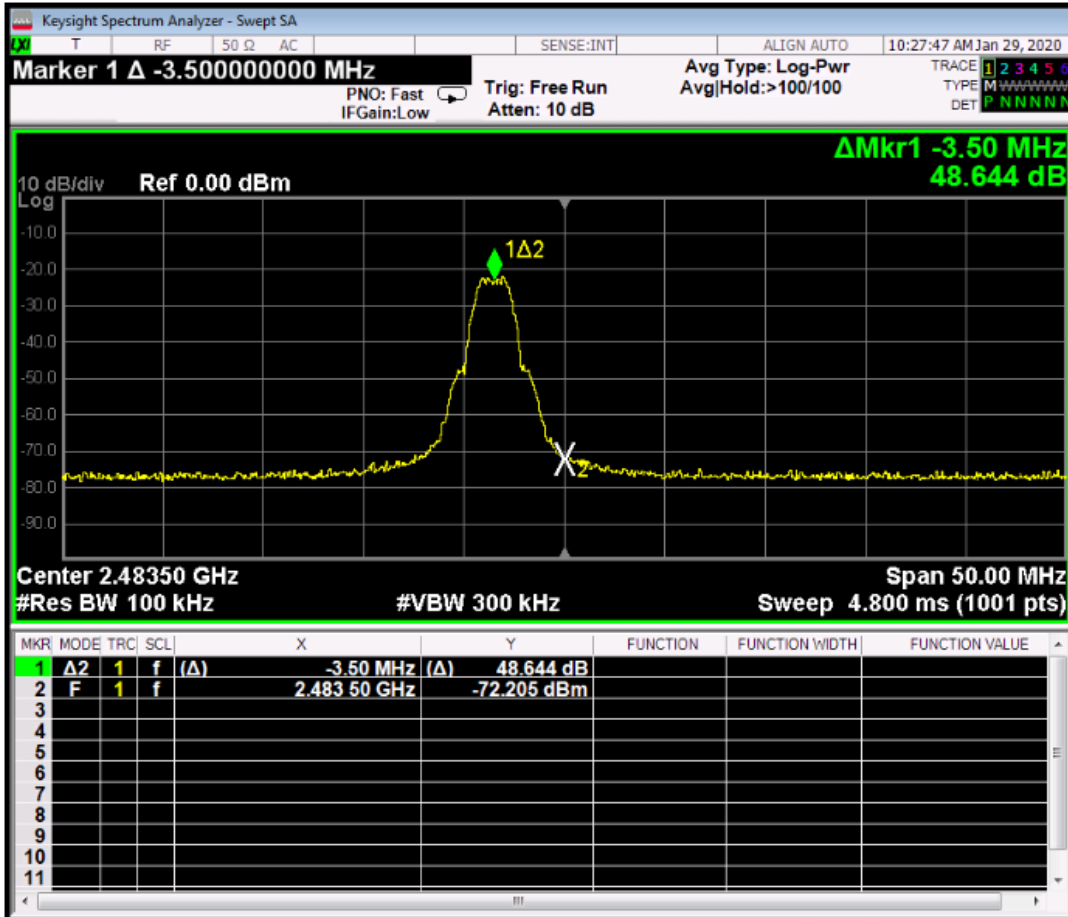 Keysight Spectrum Analyzer - Swept SA
LXI T RF 50 Ω AC SENSE:INT ALIGN AUTO 10:27:47 AM Jan 29, 2020
Marker 1 Δ -3.500000000 MHz
PNO: Fast
IFGain:Low
Trig: Free Run
Atten: 10 dB
Avg Type: Log-Pwr
Avg|Hold:>100/100
TRACE 1 2 3 4 5 6
TYPE M W W W W W
DET P N N N N N
ΔMkr1 -3.50 MHz
48.644 dB
10 dB/div Ref 0.00 dBm
Log
-10.0
1Δ2
-20.0
-30.0
-40.0
-50.0
-60.0
-70.0
2
-80.0
-90.0
Center 2.48350 GHz Span 50.00 MHz
#Res BW 100 kHz #VBW 300 kHz Sweep 4.800 ms (1001 pts)
MKR MODE TRC SCL X Y FUNCTION FUNCTION WIDTH FUNCTION VALUE
1 Δ2 1 f (Δ) -3.50 MHz (Δ) 48.644 dB
2 F 1 f 2.483 50 GHz -72.205 dBm
3
4
5
6
7
8
9
10
11